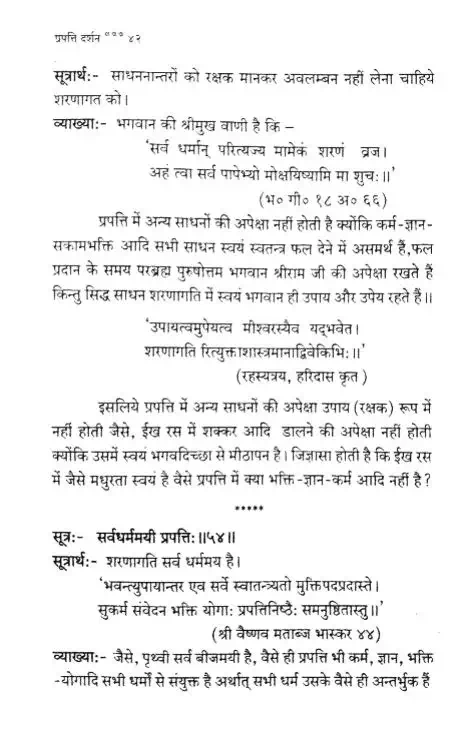 प्रपत्ति दर्शन ४२
सूत्रार्थ:- साधननान्तरों को रक्षक मानकर अवलम्बन नहीं लेना चाहिये
शरणागत को।
व्याख्या:- भगवान की श्रीमुख वाणी है कि –
'सर्व धर्मान् परित्यज्य मामेकं शरणं व्रज।
अहं त्वा सर्व पापेभ्यो मोक्षयिष्यामि मा शुचः॥'
(भ० गी० १८ अ० ६६)
प्रपत्ति में अन्य साधनों की अपेक्षा नहीं होती है क्योंकि कर्म-ज्ञान-
सकामभक्ति आदि सभी साधन स्वयं स्वतन्त्र फल देने में असमर्थ हैं,फल
प्रदान के समय परब्रह्म पुरुषोत्तम भगवान श्रीराम जी की अपेक्षा रखते हैं
किन्तु सिद्ध साधन शरणागति में स्वयं भगवान ही उपाय और उपेय रहते हैं॥
'उपायत्वमुपेयत्व मीश्वरस्यैव यद्भवेत।
शरणागति रित्युक्ताशास्त्रमानाद्विवेकिभिः॥'
(रहस्यत्रय, हरिदास कृत )
इसलिये प्रपत्ति में अन्य साधनों की अपेक्षा उपाय (रक्षक) रूप में
नहीं होती जैसे, ईख रस में शक्कर आदि डालने की अपेक्षा नहीं होती
क्योंकि उसमें स्वयं भगवदिच्छा से मीठापन है। जिज्ञासा होती है कि ईख रस
में जैसे मधुरता स्वयं है वैसे प्रपत्ति में क्या भक्ति-ज्ञान-कर्म आदि नहीं है?
*****
सूत्र:- सर्वधर्ममयी प्रपत्ति:॥५४॥
सूत्रार्थ:- शरणागति सर्व धर्ममय है।
'भवन्त्युपायान्तर एव सर्वे स्वातन्त्र्यतो मुक्तिपदप्रदास्ते।
सुकर्म संवेदन भक्ति योगाः प्रपत्तिनिष्ठैः समनुष्ठितास्तु॥'
(श्री वैष्णव मताब्ज भास्कर ४४)
व्याख्या:- जैसे, पृथ्वी सर्व बीजमयी है, वैसे ही प्रपत्ति भी कर्म, ज्ञान, भक्ति
-योगादि सभी धर्मों से संयुक्त है अर्थात् सभी धर्म उसके वैसे ही अन्तर्भुक हैं